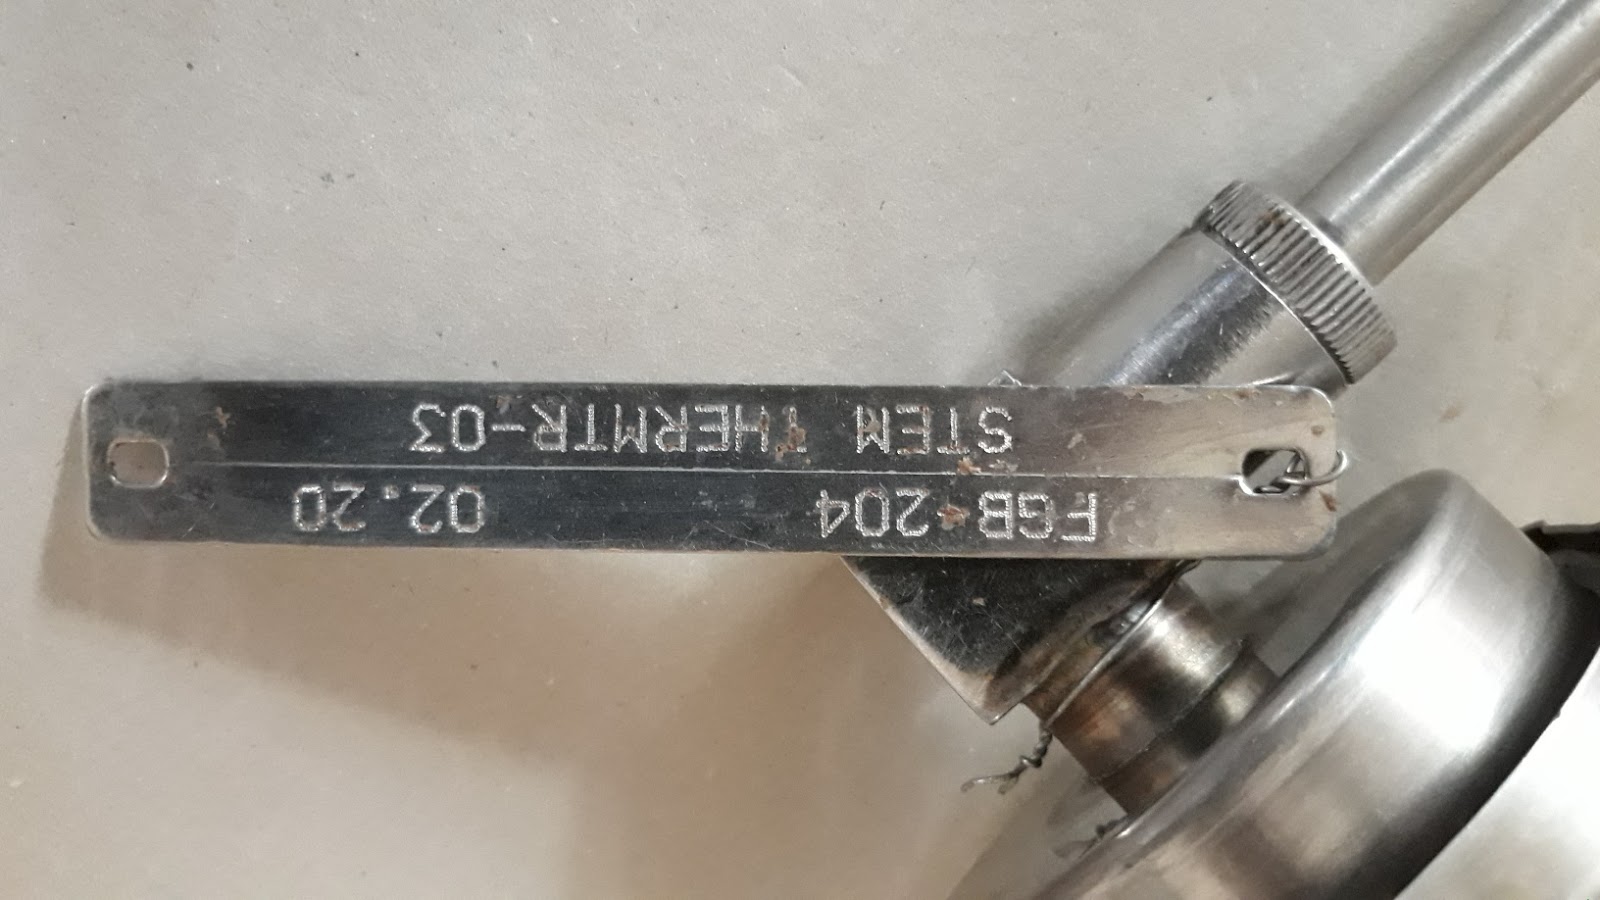 FGB-204 02.20
STEM THERMTR-03